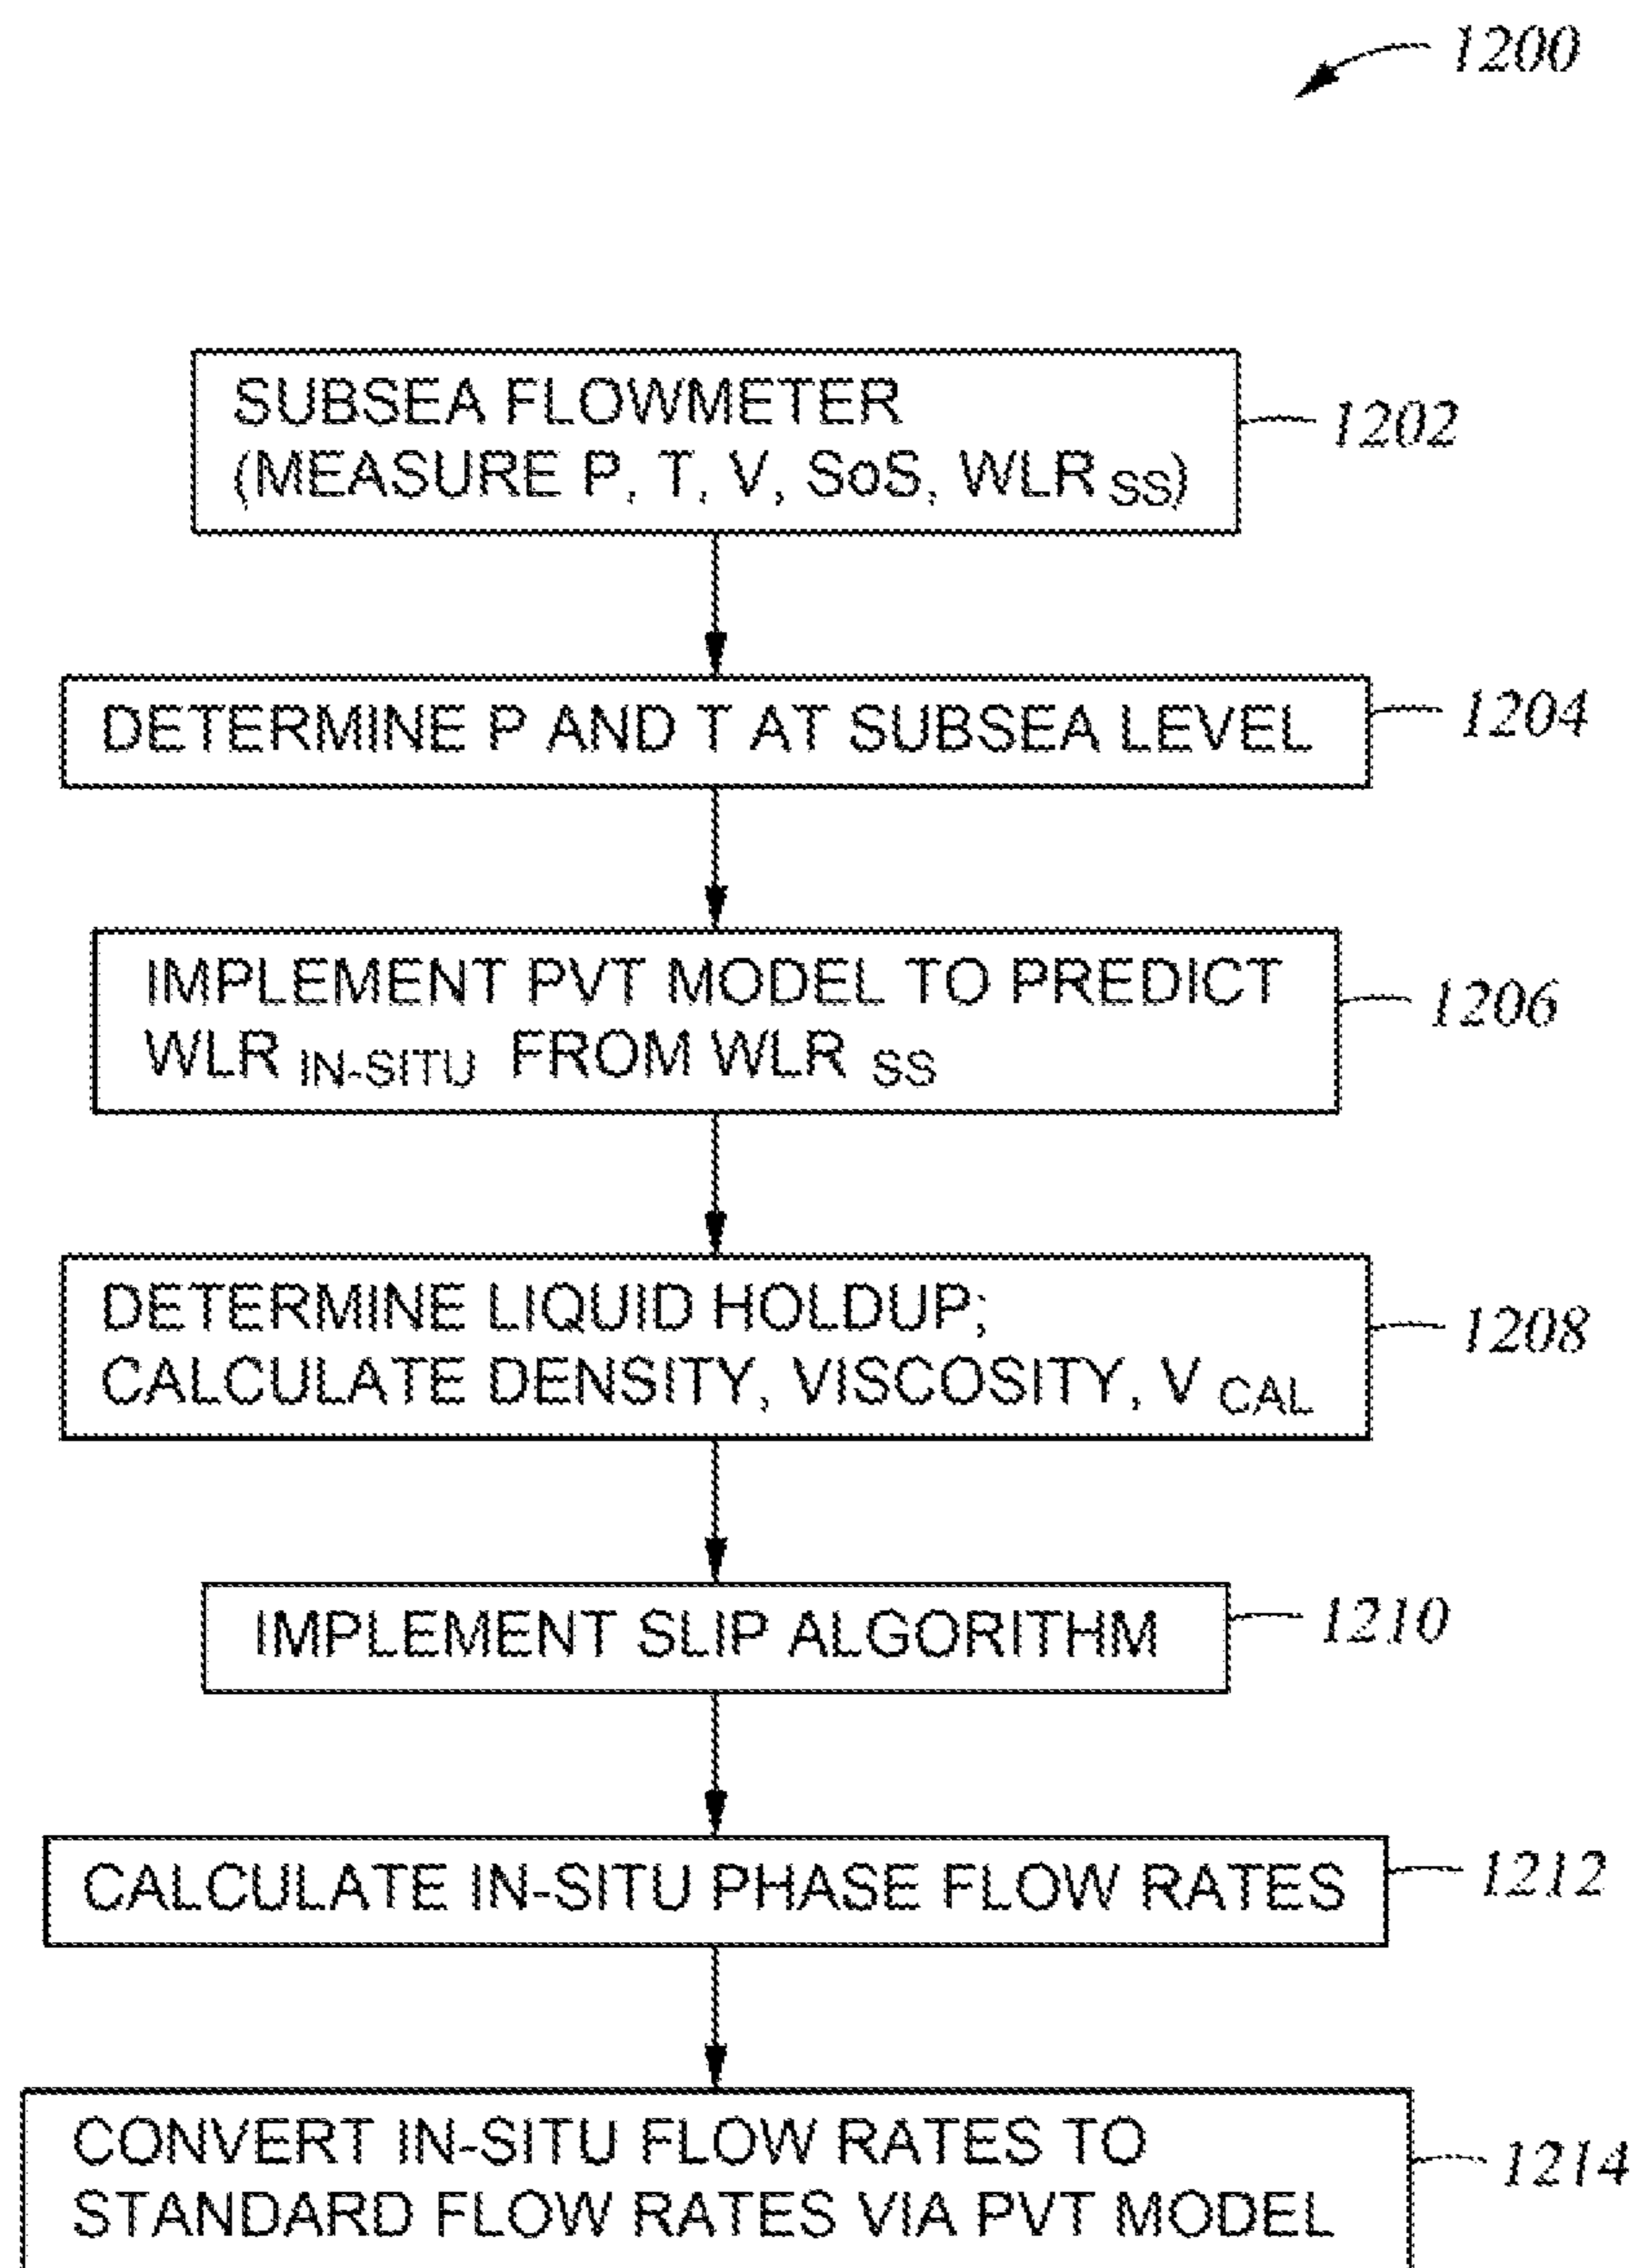 1200
SUBSEA FLOWMETER
(MEASURE P, T, V, SoS, WLR SS)
1202
DETERMINE P AND T AT SUBSEA LEVEL
1204
IMPLEMENT PVT MODEL TO PREDICT
WLR IN-SITU FROM WLR SS
1206
DETERMINE LIQUID HOLDUP;
CALCULATE DENSITY, VISCOSITY, V CAL
1208
IMPLEMENT SLIP ALGORITHM
1210
CALCULATE IN-SITU PHASE FLOW RATES
1212
CONVERT IN-SITU FLOW RATES TO
STANDARD FLOW RATES VIA PVT MODEL
1214